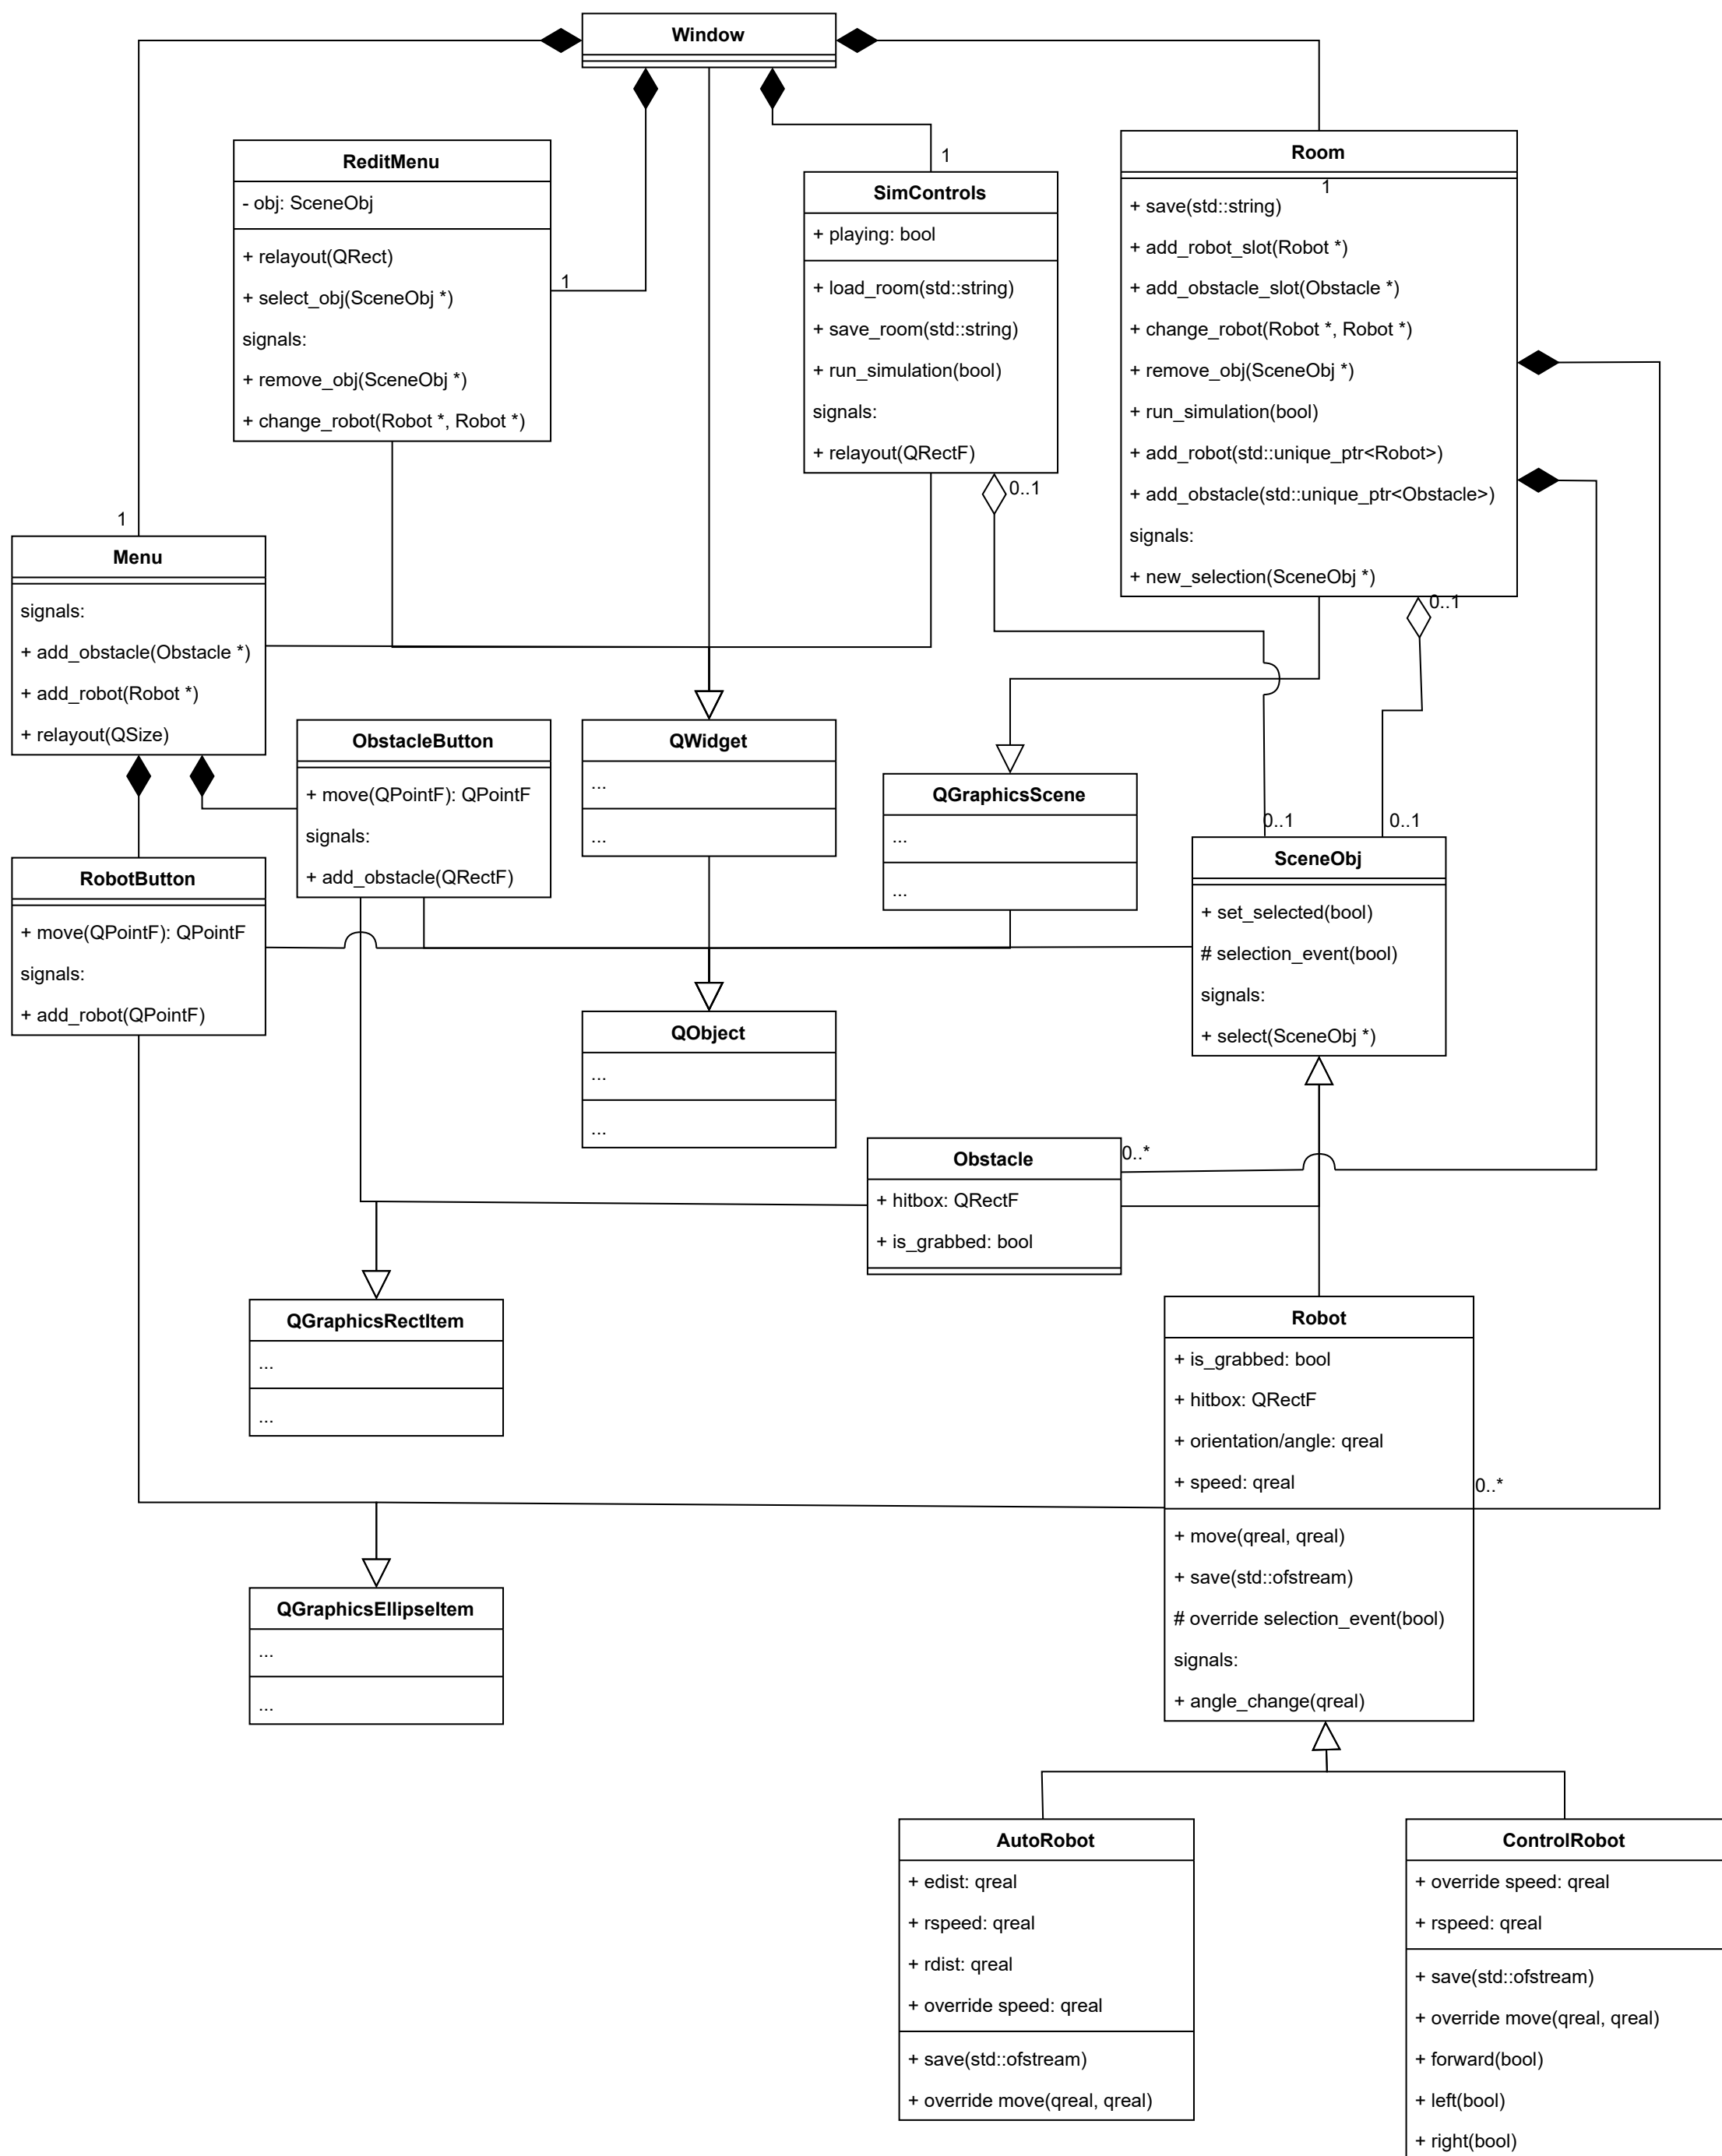 Window
ReditMenu
- obj: SceneObj
+ relayout(QRect)
+ select_obj(SceneObj *)
signals:
+ remove_obj(SceneObj *)
+ change_robot(Robot *, Robot *)
1
1
SimControls
+ playing: bool
+ load_room(std::string)
+ save_room(std::string)
+ run_simulation(bool)
signals:
+ relayout(QRectF)
0..1
Room
1
+ save(std::string)
+ add_robot_slot(Robot *)
+ add_obstacle_slot(Obstacle *)
+ change_robot(Robot *, Robot *)
+ remove_obj(SceneObj *)
+ run_simulation(bool)
+ add_robot(std::unique_ptr<Robot>)
+ add_obstacle(std::unique_ptr<Obstacle>)
signals:
+ new_selection(SceneObj *)
0..1
1
Menu
signals:
+ add_obstacle(Obstacle *)
+ add_robot(Robot *)
+ relayout(QSize)
ObstacleButton
+ move(QPointF): QPointF
signals:
+ add_obstacle(QRectF)
QWidget
...
...
QGraphicsScene
...
...
0..1
0..1
SceneObj
+ set_selected(bool)
# selection_event(bool)
signals:
+ select(SceneObj *)
RobotButton
+ move(QPointF): QPointF
signals:
+ add_robot(QPointF)
QObject
...
...
Obstacle
+ hitbox: QRectF
+ is_grabbed: bool
0..*
QGraphicsRectItem
...
...
Robot
+ is_grabbed: bool
+ hitbox: QRectF
+ orientation/angle: qreal
+ speed: qreal
+ move(qreal, qreal)
+ save(std::ofstream)
# override selection_event(bool)
signals:
+ angle_change(qreal)
0..*
QGraphicsEllipseItem
...
...
AutoRobot
+ edist: qreal
+ rspeed: qreal
+ rdist: qreal
+ override speed: qreal
+ save(std::ofstream)
+ override move(qreal, qreal)
ControlRobot
+ override speed: qreal
+ rspeed: qreal
+ save(std::ofstream)
+ override move(qreal, qreal)
+ forward(bool)
+ left(bool)
+ right(bool)